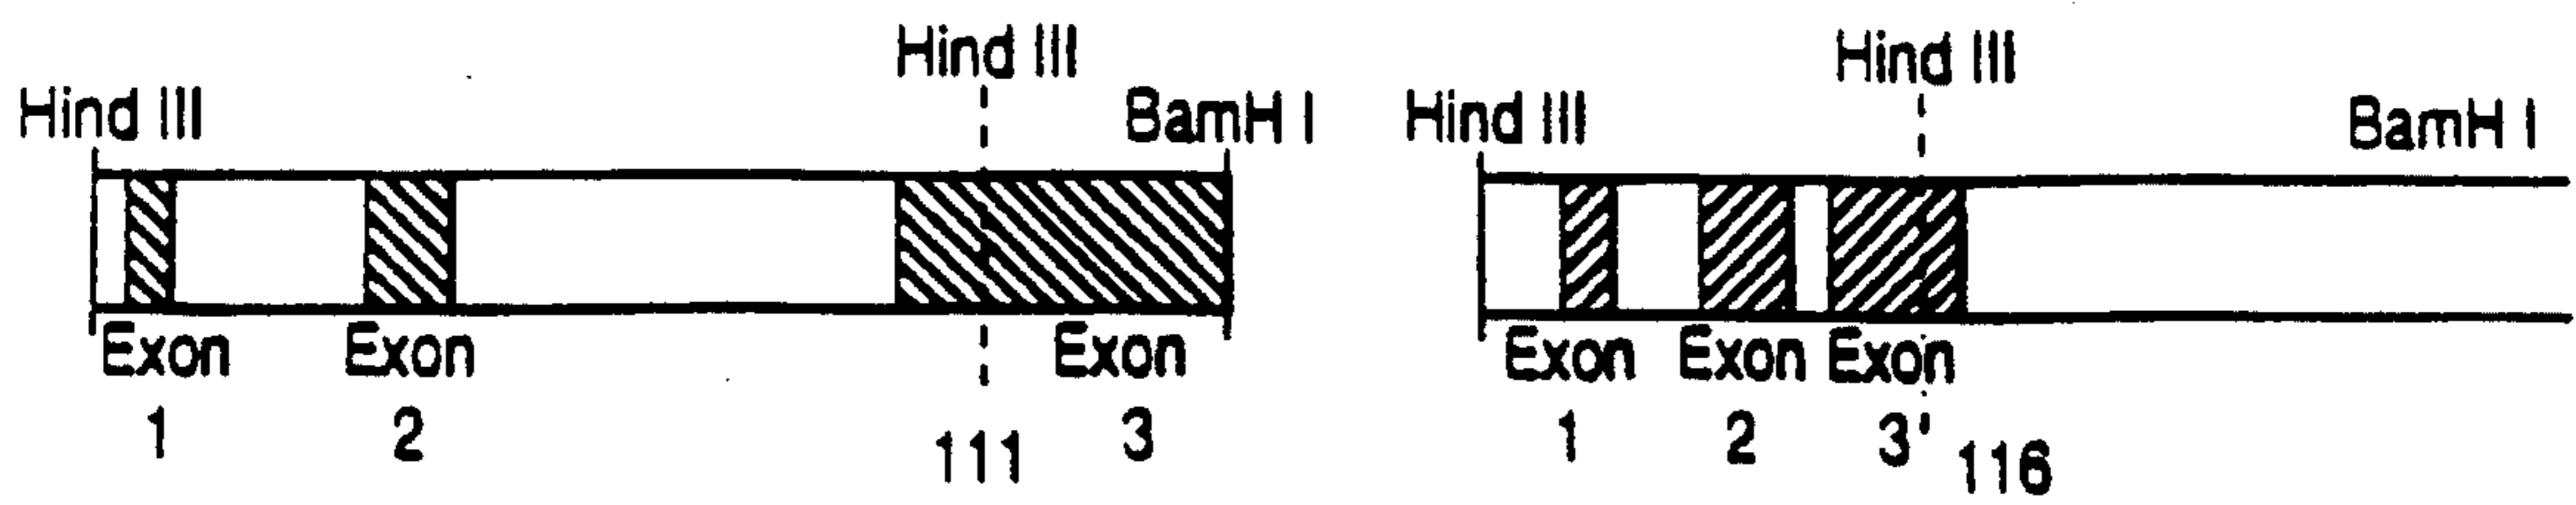 Hind III
Hind III
BamH I
Exon
1
Exon
2
111
Exon
3
Hind III
Hind III
BamH I
Exon
1
Exon
2
Exon
3'
116